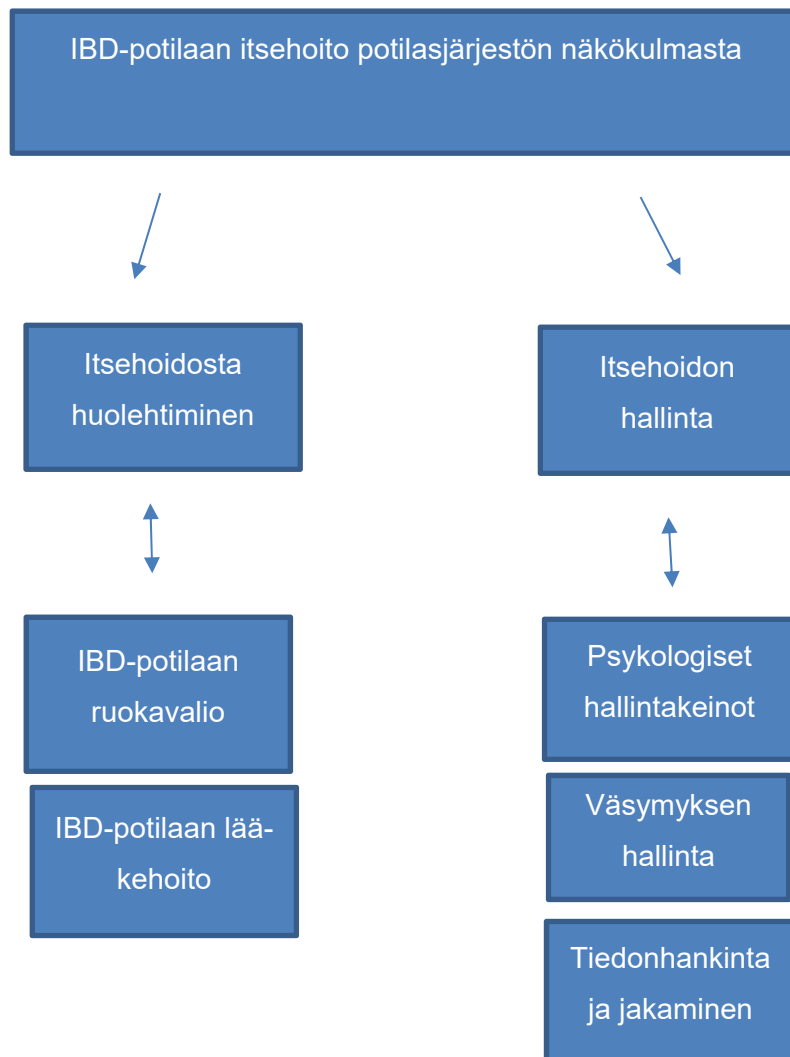 IBD-potilaan itsehoito potilasjärjestön näkökulmasta
Itsehoidosta
huolehtiminen
Itsehoidon
hallinta
IBD-potilaan
ruokavalio
IBD-potilaan lää-
kehoito
Psykologiset
hallintakeinot
Väsymyksen
hallinta
Tiedonhankinta
ja jakaminen